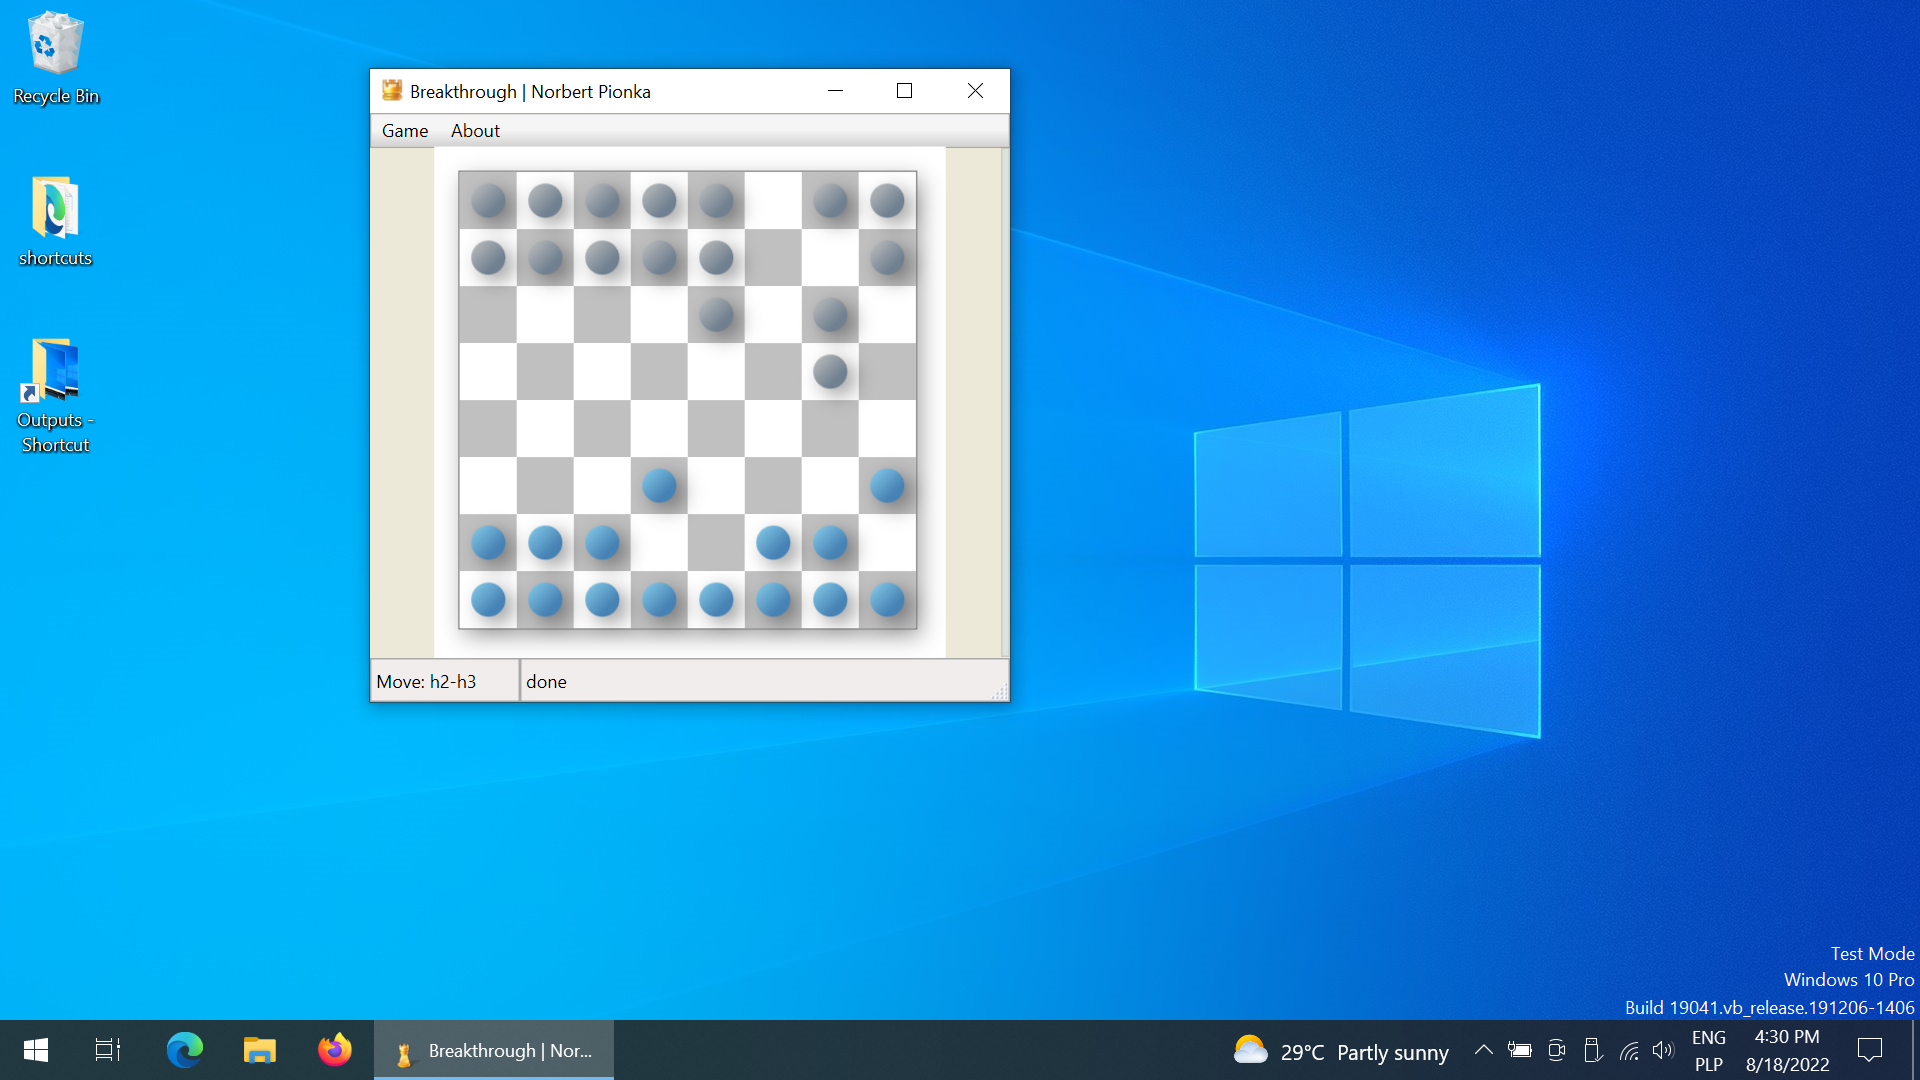 Recycle Bin
shortcuts
Outputs -
Shortcut
Breakthrough | Norbert Pionka
Game About
Move: h2-h3 done
Test Mode
Windows 10 Pro
Build 19041.vb_release.191206-1406
Breakthrough | Nor...
29°C Partly sunny
ENG
PLP
4:30 PM
8/18/2022